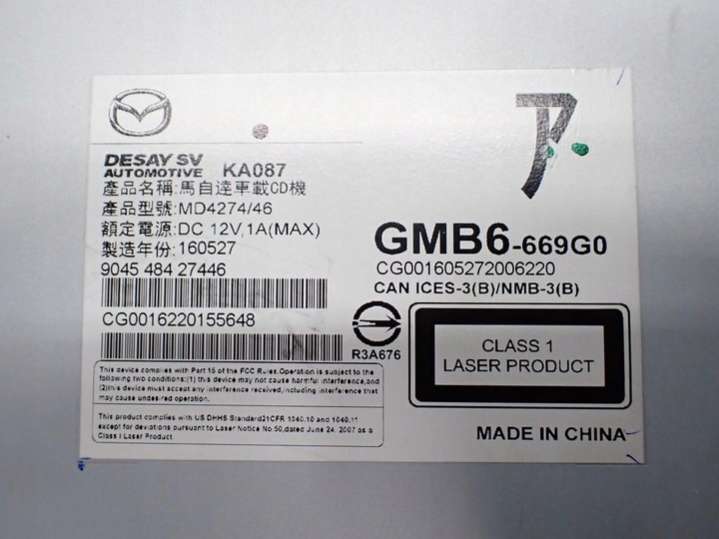 ア
DESAY SV
AUTOMOTIVE KA087
產品名稱:馬自達車載CD機
產品型號:MD4274/46
額定電源:DC 12V,1A(MAX)
製造年份:160527
9045 484 27446
CG0016220155648
GMB6-669G0
CG001605272006220
CAN ICES-3(B)/NMB-3(B)
R3A676
CLASS 1
LASER PRODUCT
This device complies with Part 15 of the FCC Rules.Operation is subject to the
following two conditions:(1) this device may not cause harmful interference,and
(2)this device must accept any interference received,including interference that
may cause undesired operation.
This product complies with US DHHS Standard21CFR 1040.10 and 1040.11
except for deviations pursuant to Laser Notice No.50,dated June 24, 2007 as a
Class I Laser Product
MADE IN CHINA